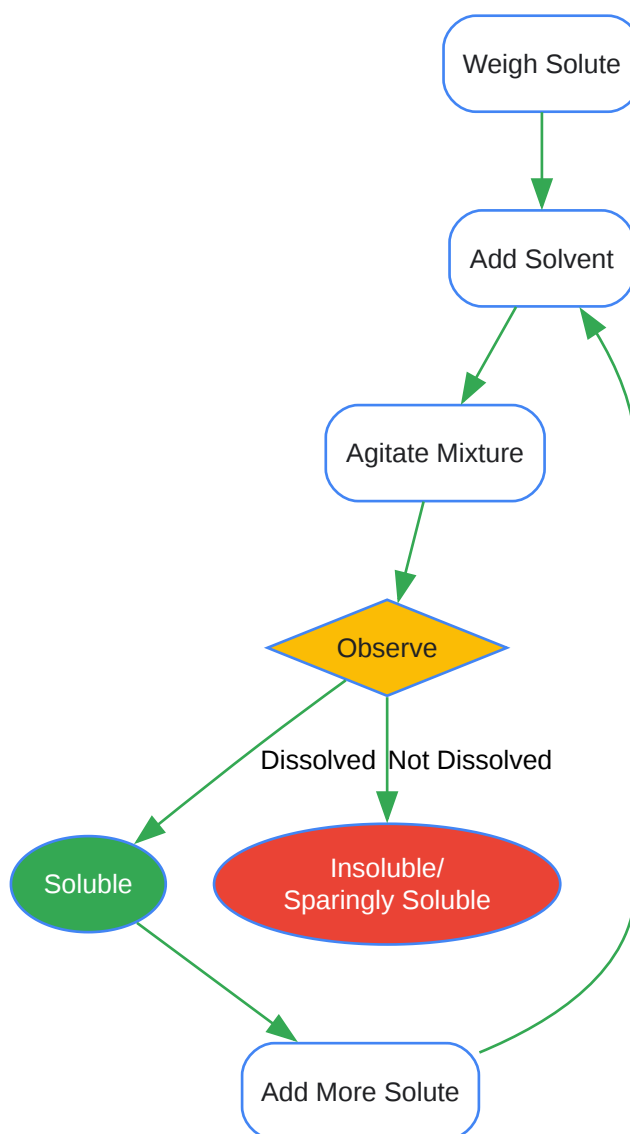 Weigh Solute
Add Solvent
Agitate Mixture
Observe
Dissolved
Not Dissolved
Soluble
Insoluble/
Sparingly Soluble
Add More Solute